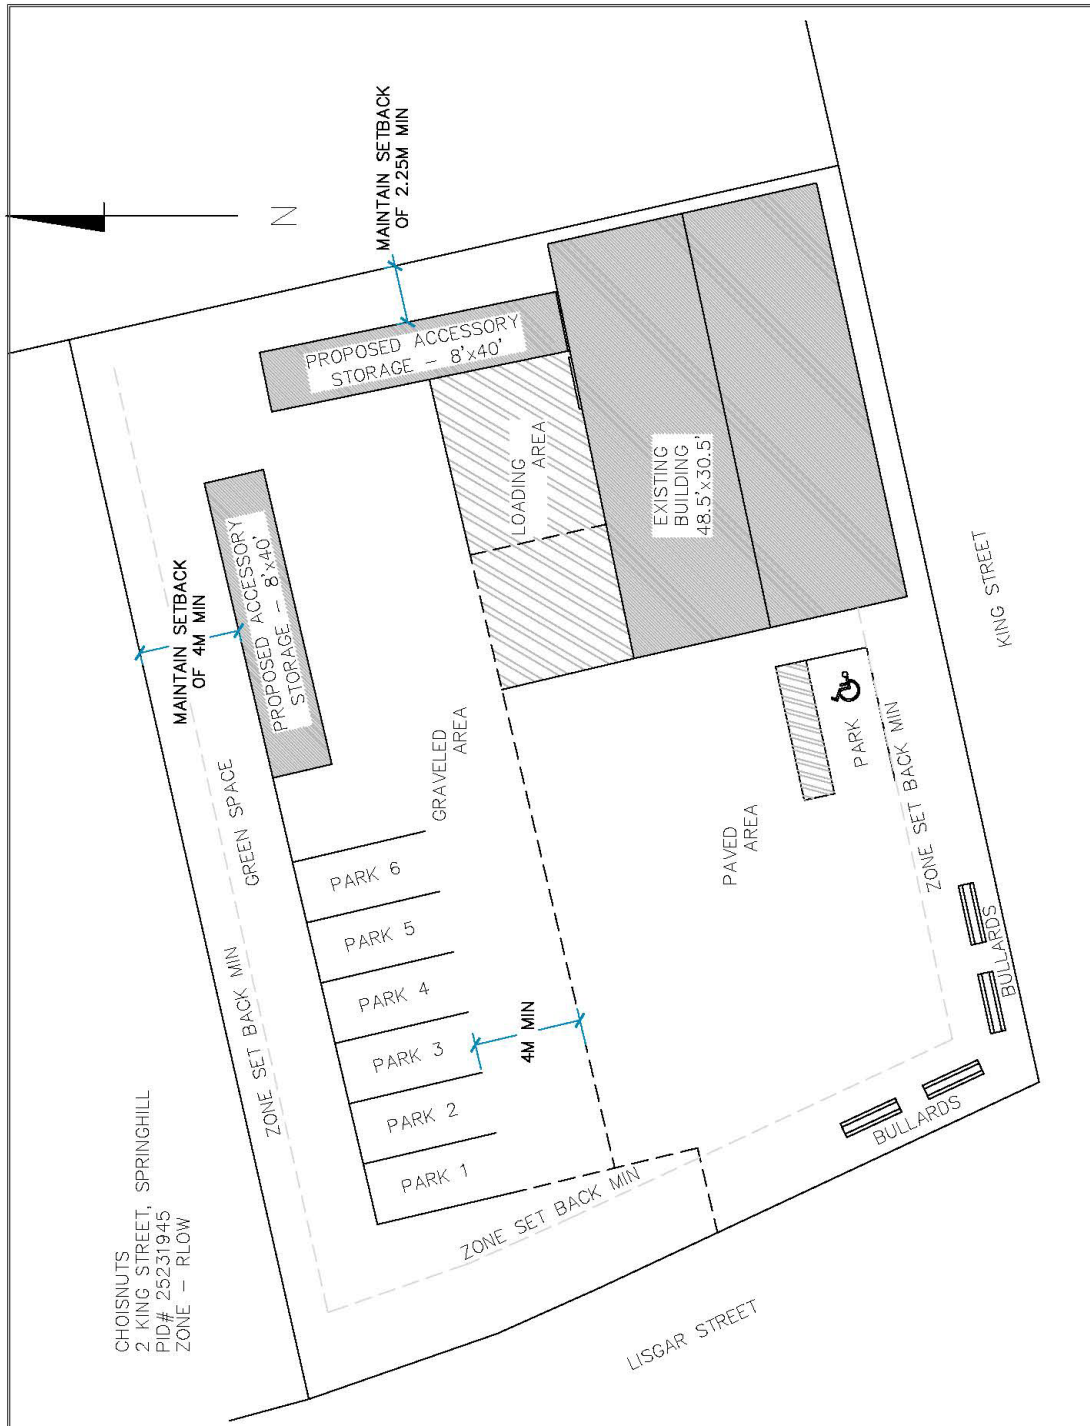 CHOISNUTS
2 KING STREET, SPRINGHILL
PID# 25231945
ZONE - RLOW
N
MAINTAIN SETBACK
OF 2.25M MIN
PROPOSED ACCESSORY
STORAGE - 8'x40'
MAINTAIN SETBACK
OF 4M MIN
PROPOSED ACCESSORY
STORAGE - 8'x40'
LOADING
AREA
EXISTING
BUILDING
48.5'x30.5'
GREEN SPACE
GRAVELED
AREA
ZONE SET BACK MIN
PARK 6
PARK 5
PARK 4
PARK 3
PARK 2
PARK 1
4M MIN
PAVED
AREA
PARK
ZONE SET BACK MIN
ZONE SET BACK MIN
BULLARDS
BULLARDS
KING STREET
LISGAR STREET